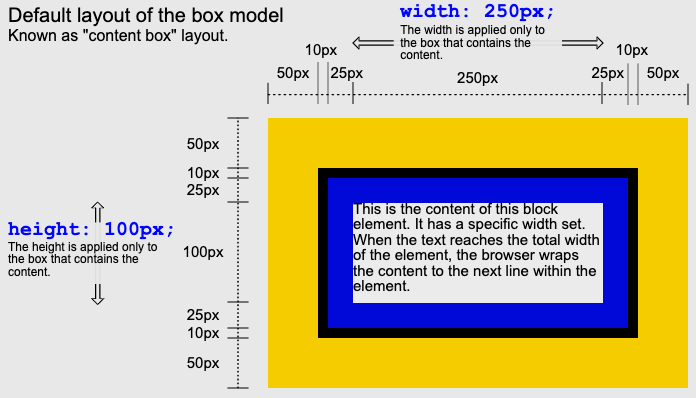 Default layout of the box model
Known as "content box" layout.
width: 250px;
The width is applied only to
the box that contains the
content.
10px
10px
50px
25px
250px
25px
50px
50px
10px
25px
height: 100px;
The height is applied only to
the box that contains the
content.
100px
25px
10px
50px
This is the content of this block
element. It has a specific width set.
When the text reaches the total width
of the element, the browser wraps
the content to the next line within the
element.